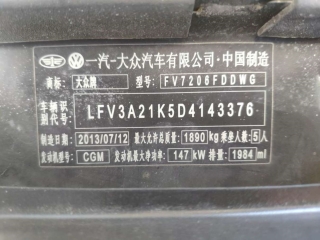 一汽-大众汽车有限公司·中国制造
商标: 大众牌 型号: FV7206FDDWG
车辆识别代号: LFV3A21K5D4143376
制造日期: 2013/07/12 最大允许总质量: 1890 kg 乘坐人数: 5 人
发动机型号: CGM 发动机最大净功率: 147 kW 排量: 1984 ml